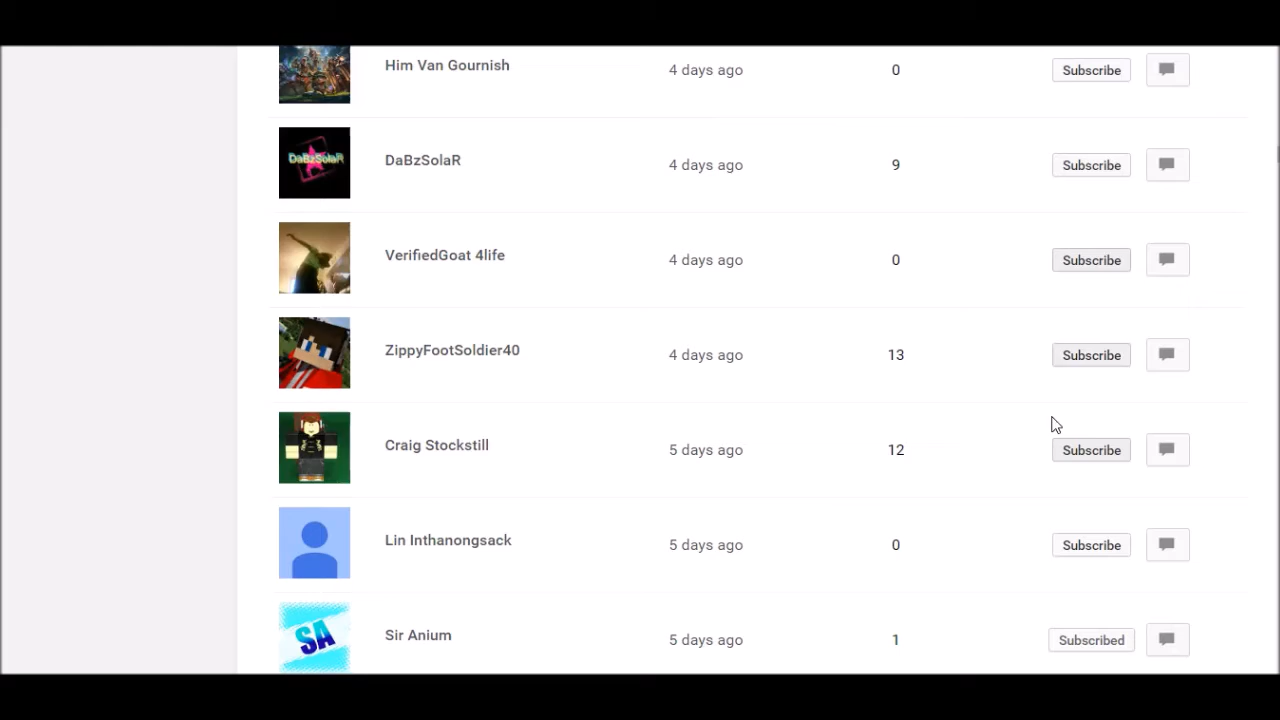 Him Van Gournish 4 days ago 0 Subscribe
DaBzSolaR
DaBzSolaR 4 days ago 9 Subscribe
VerifiedGoat 4life 4 days ago 0 Subscribe
ZippyFootSoldier40 4 days ago 13 Subscribe
Craig Stockstill 5 days ago 12 Subscribe
Lin Inthanongsack 5 days ago 0 Subscribe
SA
Sir Anium 5 days ago 1 Subscribed